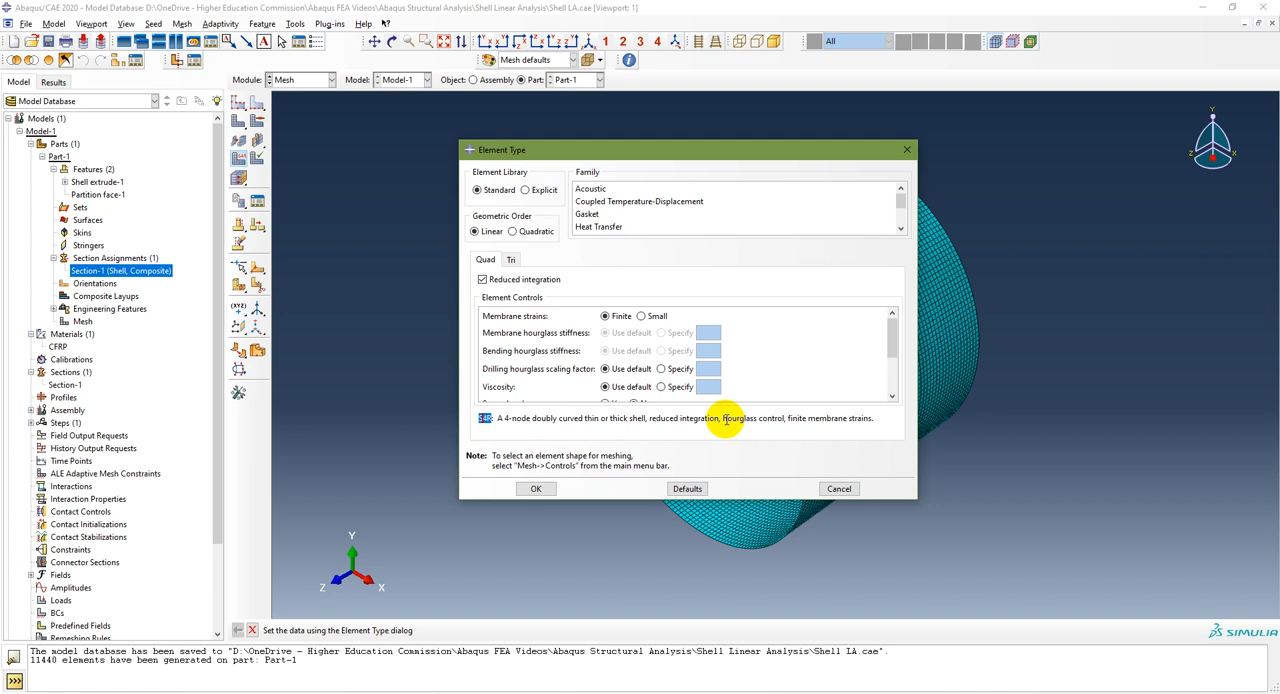 Abaqus/CAE 2020 - Model Database: D:\OneDrive - Higher Education Commission\Abaqus FEA Videos\Abaqus Structural Analysis\Shell Linear Analysis\Shell LA.cae [Viewport: 1]
File Model Viewport View Seed Mesh Adaptivity Feature Tools Plug-ins Help
1 2 3 4 All
Mesh defaults
Model Results Module: Mesh Model: Model-1 Object: Assembly Part: Part-1
Model Database
Models (1)
Model-1
Parts (1)
Part-1
Features (2)
Shell extrude-1
Partition face-1
Sets
Surfaces
Skins
Stringers
Section Assignments (1)
Section-1 (Shell, Composite)
Orientations
Composite Layups
Engineering Features
Mesh
Materials (1)
CFRP
Calibrations
Sections (1)
Section-1
Profiles
Assembly
Steps (1)
Field Output Requests
History Output Requests
Time Points
ALE Adaptive Mesh Constraints
Interactions
Interaction Properties
Contact Controls
Contact Initializations
Contact Stabilizations
Constraints
Connector Sections
Fields
Amplitudes
Loads
BCs
Predefined Fields
Remeshing Rules
(XYZ)
Element Type
Element Library
Standard Explicit
Geometric Order
Linear Quadratic
Family
Acoustic
Coupled Temperature-Displacement
Gasket
Heat Transfer
Quad Tri
Reduced integration
Element Controls
Membrane strains: Finite Small
Membrane hourglass stiffness: Use default Specify
Bending hourglass stiffness: Use default Specify
Drilling hourglass scaling factor: Use default Specify
Viscosity: Use default Specify
S4R: A 4-node doubly curved thin or thick shell, reduced integration, hourglass control, finite membrane strains.
Note: To select an element shape for meshing,
select "Mesh->Controls" from the main menu bar.
OK Defaults Cancel
Y
Z X
Y
Z X
Set the data using the Element Type dialog
SIMULIA
The model database has been saved to "D:\OneDrive - Higher Education Commission\Abaqus FEA Videos\Abaqus Structural Analysis\Shell Linear Analysis\Shell LA.cae".
11440 elements have been generated on part: Part-1
>>>